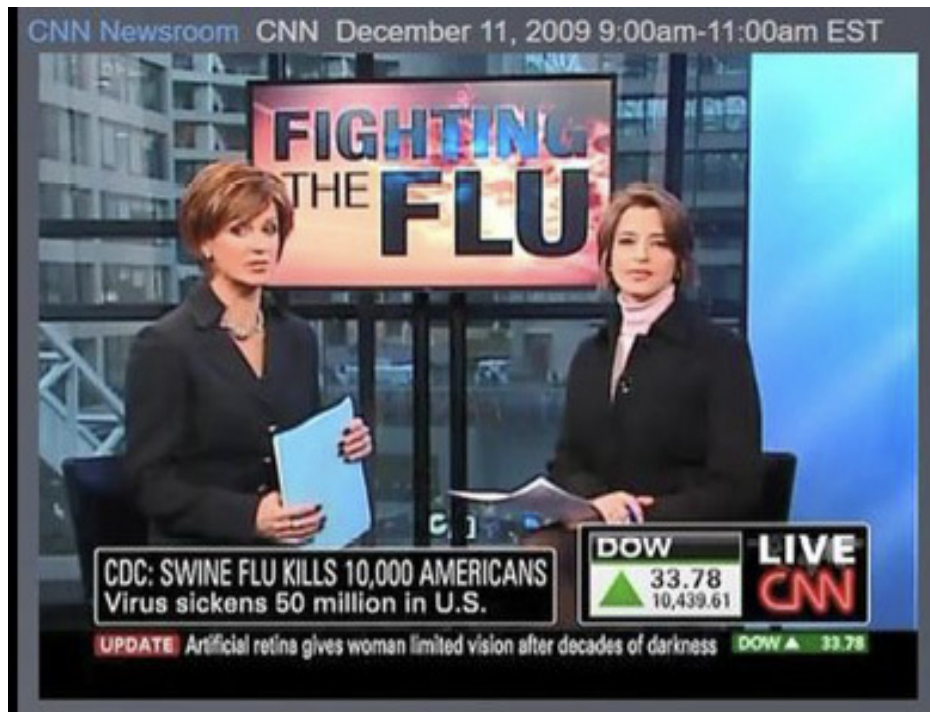 CNN Newsroom CNN December 11, 2009 9:00am-11:00am EST
FIGHTING
THE FLU
CDC: SWINE FLU KILLS 10,000 AMERICANS
Virus sickens 50 million in U.S.
DOW
33.78
10,439.61
LIVE
CNN
UPDATE Artificial retina gives woman limited vision after decades of darkness DOW 33.78